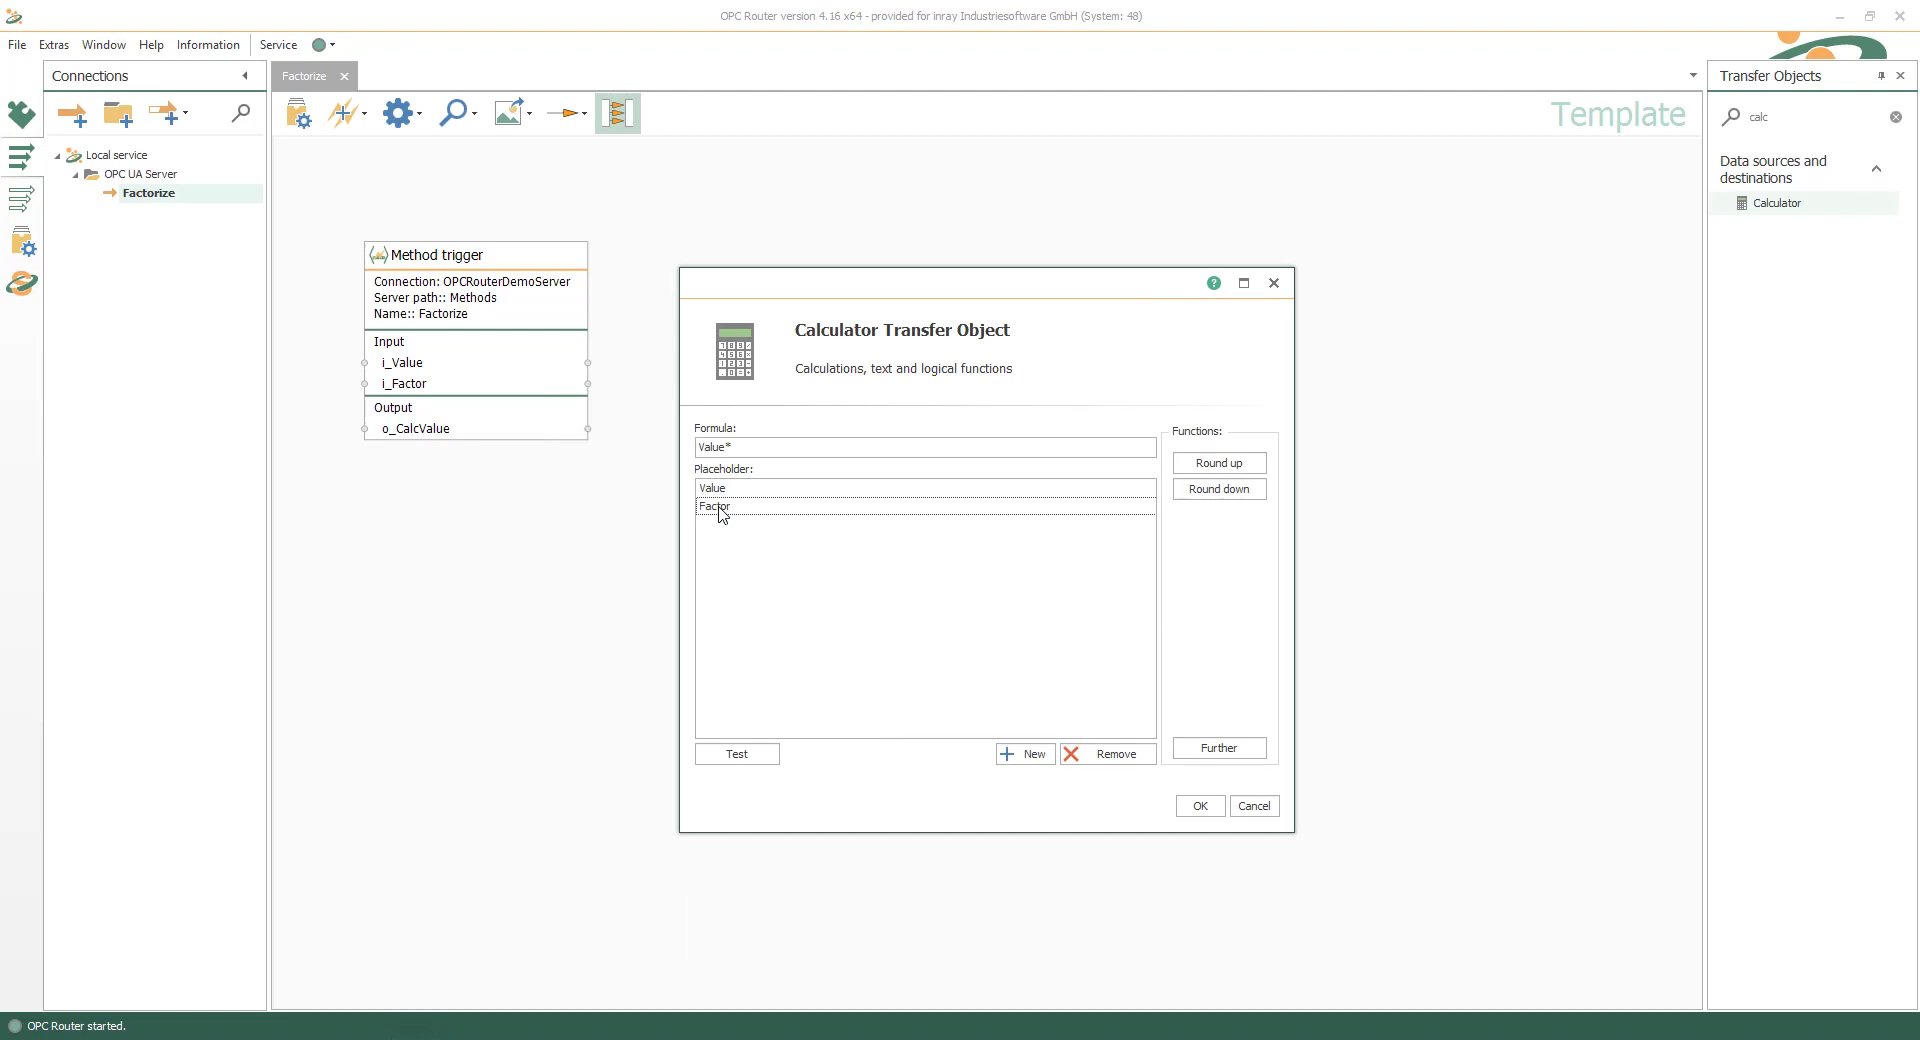 OPC Router version 4.16 x64 - provided for inray Industriesoftware GmbH (System: 48)
File Extras Window Help Information Service
Connections
Factorize
Transfer Objects
Template
calc
Local service
OPC UA Server
Factorize
Data sources and
destinations
Calculator
Method trigger
Connection: OPCRouterDemoServer
Server path:: Methods
Name:: Factorize
Input
i_Value
i_Factor
Output
o_CalcValue
?
Calculator Transfer Object
Calculations, text and logical functions
Formula:
Value*
Placeholder:
Value
Factor
Functions:
Round up
Round down
Further
Test
New
Remove
OK
Cancel
OPC Router started.